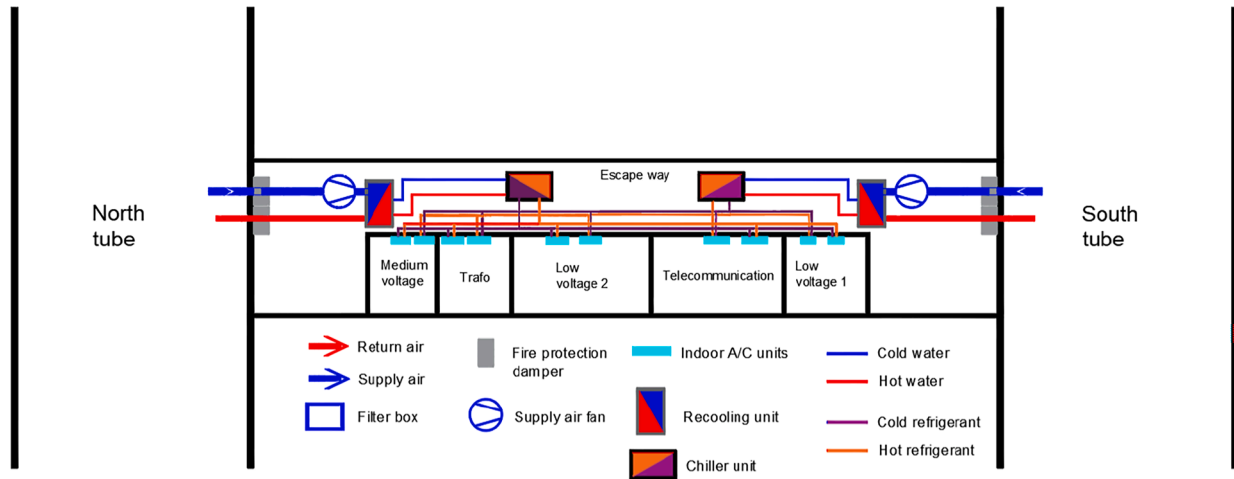 Escape way
North
tube
South
tube
Medium
voltage
Trafo
Low
voltage 2
Telecommunication
Low
voltage 1
Return air
Supply air
Filter box
Fire protection
damper
Supply air fan
Indoor A/C units
Recooling unit
Chiller unit
Cold water
Hot water
Cold refrigerant
Hot refrigerant